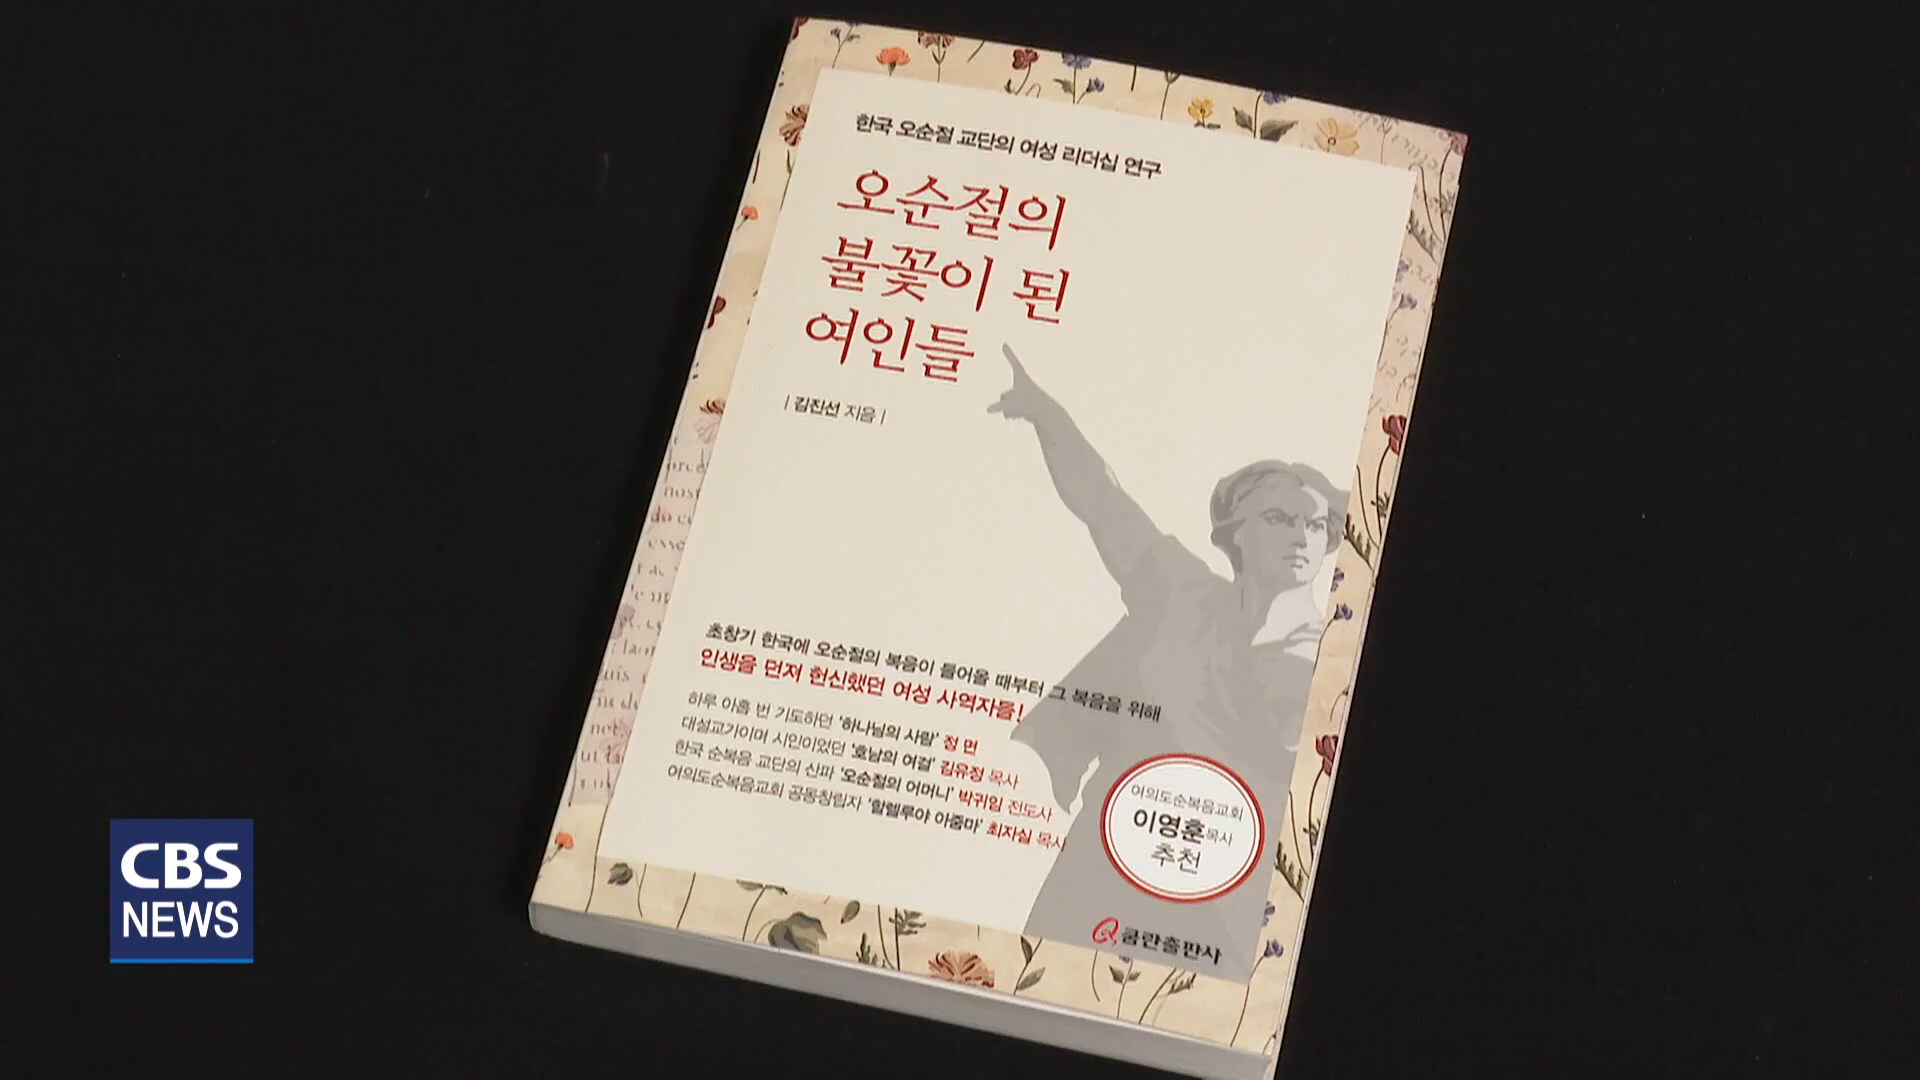 한국 오순절 교단의 여성 리더십 연구
오순절의
불꽃이 된
여인들
| 김진선 지음 |
초창기 한국에 오순절의 복음이 들어올 때부터 그 복음을 위해
인생을 던져 헌신했던 여성 사역자들!
하루 아홉 번 기도하던 '하나님의 사람' 정 면
대설교가이며 시인이었던 '호남의 여걸' 김유정 목사
한국 순복음 교단의 산파 '오순절의 어머니' 박귀임 전도사
여의도순복음교회 공동창립자 '할렐루야 아줌마' 최자실 목사
여의도순복음교회
이영훈 목사
추천
쿰란출판사
CBS
NEWS